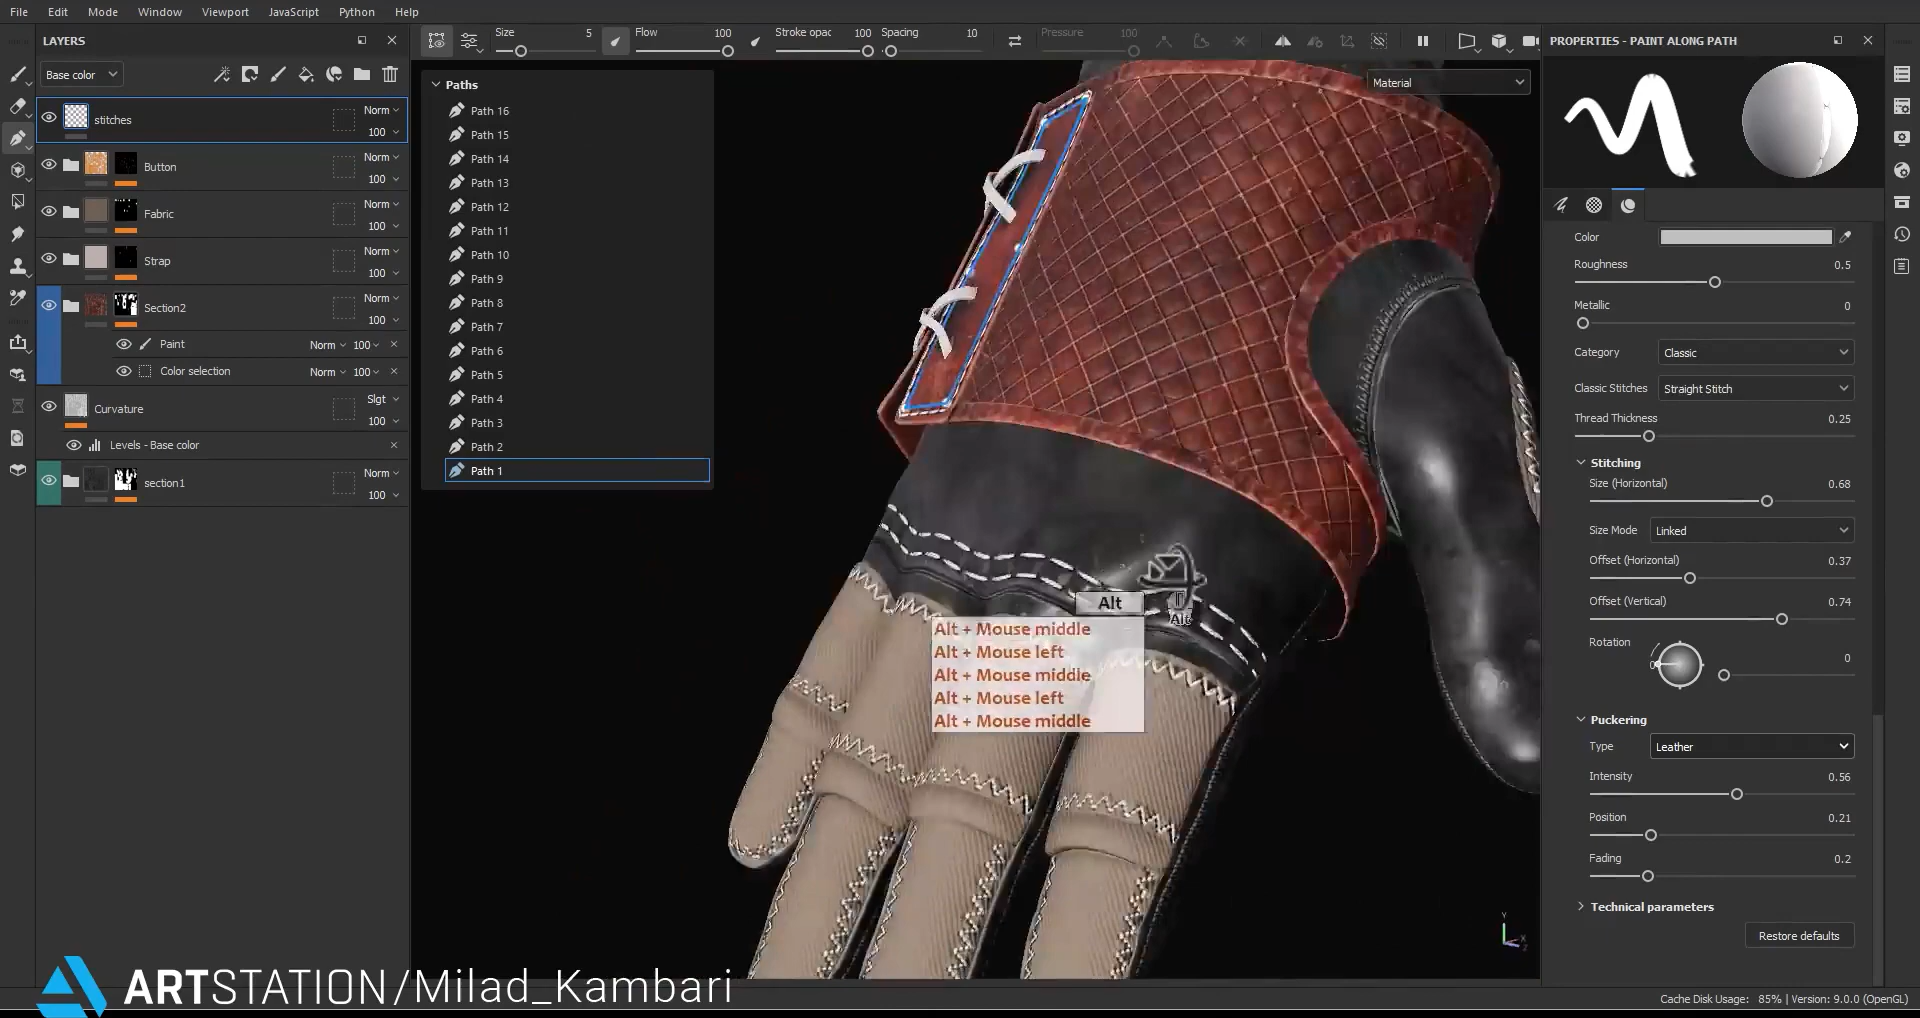 File Edit Mode Window Viewport JavaScript Python Help
LAYERS
Base color
stitches Norm 100
Button Norm 100
Fabric Norm 100
Strap Norm 100
Section2 Norm 100
Paint Norm 100
Color selection Norm 100
Curvature Slgt 100
Levels - Base color
section1 Norm 100
Size 5 Flow 100 Stroke opac 100 Spacing 10 Pressure 100
Paths
Path 16
Path 15
Path 14
Path 13
Path 12
Path 11
Path 10
Path 9
Path 8
Path 7
Path 6
Path 5
Path 4
Path 3
Path 2
Path 1
Material
Alt
Alt
Alt + Mouse middle
Alt + Mouse left
Alt + Mouse middle
Alt + Mouse left
Alt + Mouse middle
Y
X
Z
PROPERTIES - PAINT ALONG PATH
Color
Roughness 0.5
Metallic 0
Category Classic
Classic Stitches Straight Stitch
Thread Thickness 0.25
Stitching
Size (Horizontal) 0.68
Size Mode Linked
Offset (Horizontal) 0.37
Offset (Vertical) 0.74
Rotation 0 0
Puckering
Type Leather
Intensity 0.56
Position 0.21
Fading 0.2
Technical parameters
Restore defaults
ARTSTATION/Milad_Kambari
Cache Disk Usage: 85% | Version: 9.0.0 (OpenGL)